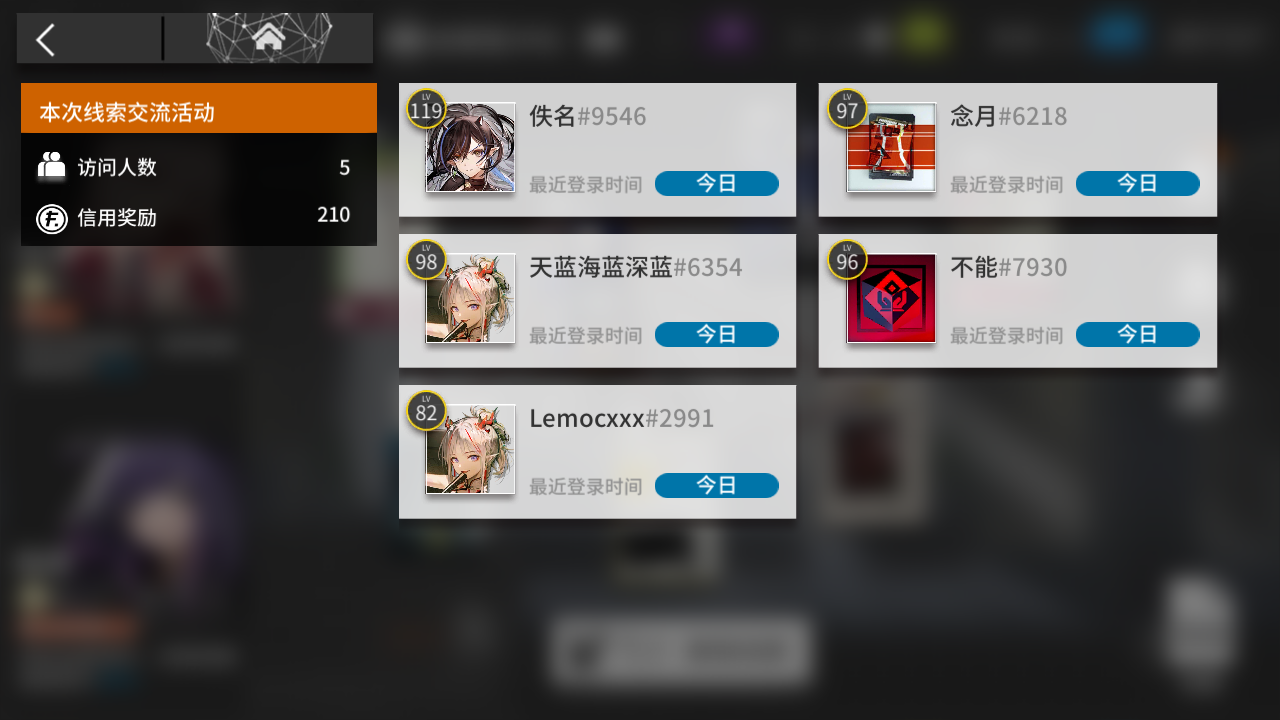 本次线索交流活动
访问人数 5
信用奖励 210
LV
119
佚名#9546
最近登录时间 今日
LV
97
念月#6218
最近登录时间 今日
LV
98
天蓝海蓝深蓝#6354
最近登录时间 今日
LV
96
不能#7930
最近登录时间 今日
LV
82
Lemocxxx#2991
最近登录时间 今日